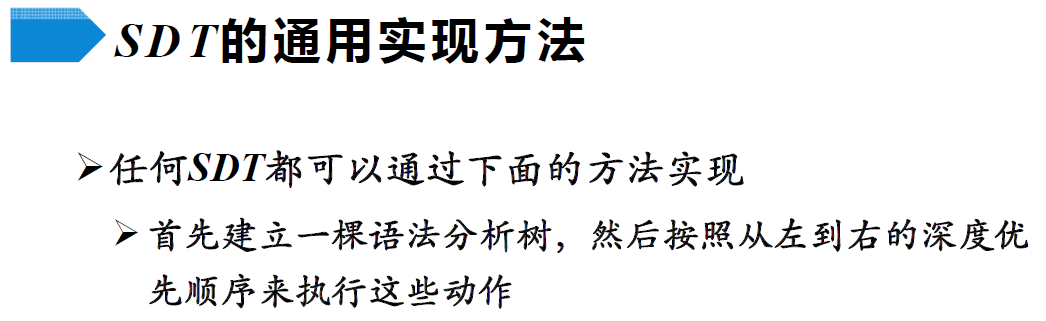 SDT的通用实现方法
任何SDT都可以通过下面的方法实现
首先建立一棵语法分析树，然后按照从左到右的深度优
先顺序来执行这些动作